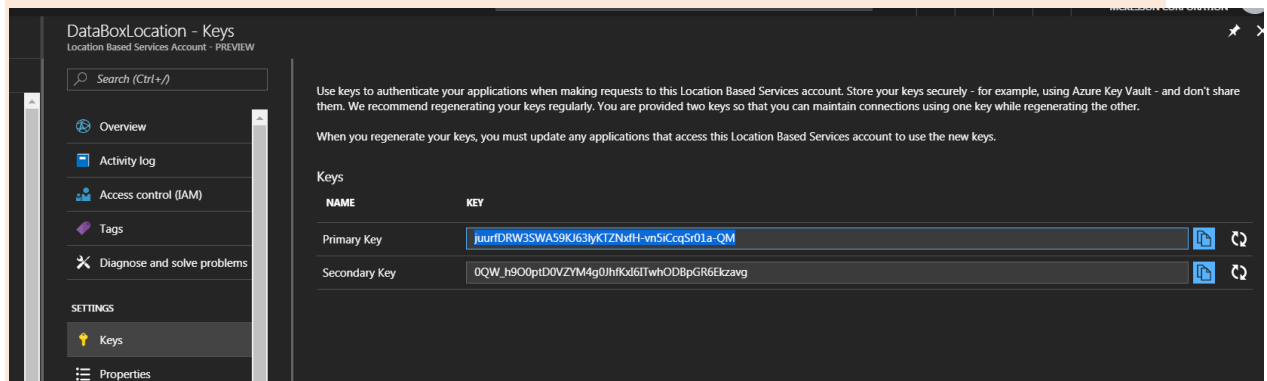 MCKESSON CORPORATION
DataBoxLocation - Keys
Location Based Services Account - PREVIEW
Search (Ctrl+/)
Overview
Activity log
Access control (IAM)
Tags
Diagnose and solve problems
SETTINGS
Keys
Properties
Use keys to authenticate your applications when making requests to this Location Based Services account. Store your keys securely - for example, using Azure Key Vault - and don't share
them. We recommend regenerating your keys regularly. You are provided two keys so that you can maintain connections using one key while regenerating the other.
When you regenerate your keys, you must update any applications that access this Location Based Services account to use the new keys.
Keys
NAME KEY
Primary Key
Secondary Key